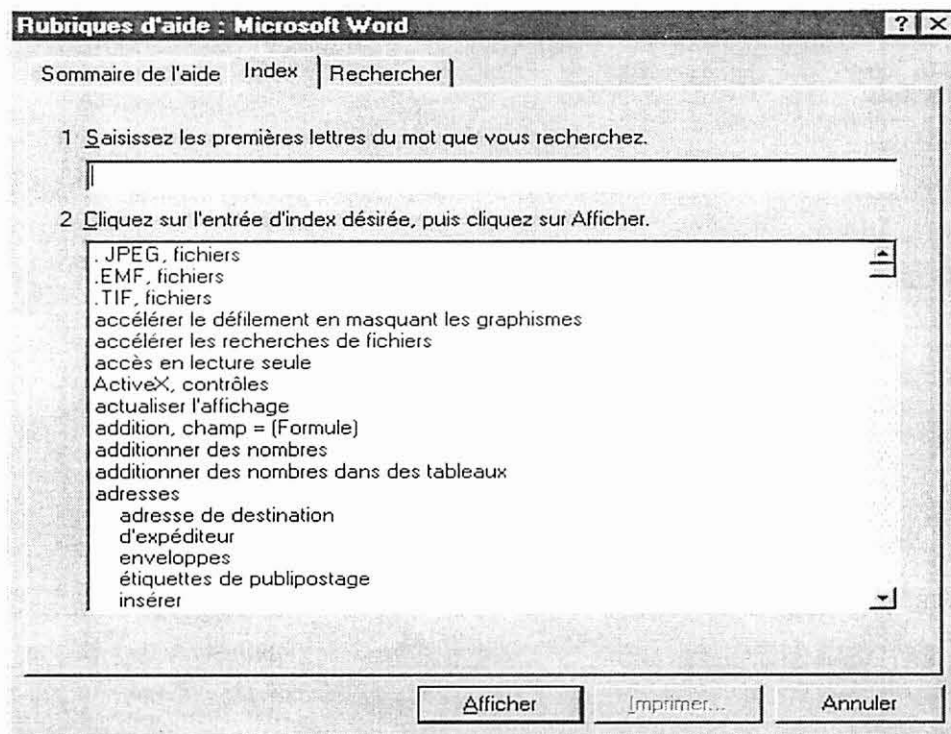 Rubriques d'aide : Microsoft Word ? ×
Sommaire de l'aide Index Rechercher
1 Saisissez les premières lettres du mot que vous recherchez.
2 Cliquez sur l'entrée d'index désirée, puis cliquez sur Afficher.
. JPEG, fichiers
.EMF, fichiers
.TIF, fichiers
accélérer le défilement en masquant les graphismes
accélérer les recherches de fichiers
accès en lecture seule
ActiveX, contrôles
actualiser l'affichage
addition, champ = (Formule)
additionner des nombres
additionner des nombres dans des tableaux
adresses
adresse de destination
d'expéditeur
enveloppes
étiquettes de publipostage
insérer
Afficher Imprimer... Annuler